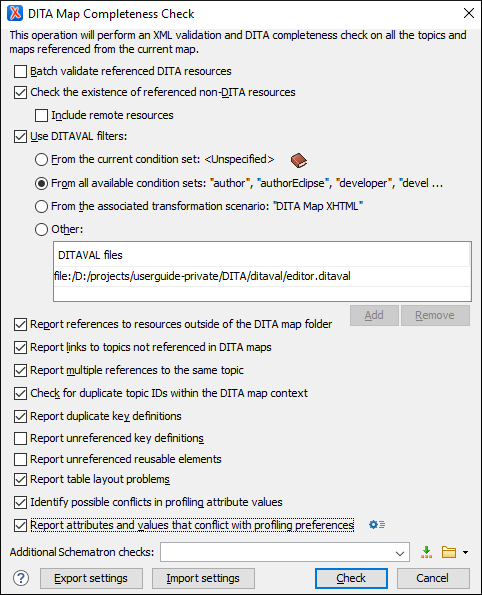 DITA Map Completeness Check
This operation will perform an XML validation and DITA completeness check on all the topics and
maps referenced from the current map.
Batch validate referenced DITA resources
Check the existence of referenced non-DITA resources
Include remote resources
Use DITAVAL filters:
From the current condition set: <Unspecified>
From all available condition sets: "author", "authorEclipse", "developer", "devel ...
From the associated transformation scenario: "DITA Map XHTML"
Other:
DITAVAL files
file:/D:/projects/userguide-private/DITA/ditaval/editor.ditaval
Add Remove
Report references to resources outside of the DITA map folder
Report links to topics not referenced in DITA maps
Report multiple references to the same topic
Check for duplicate topic IDs within the DITA map context
Report duplicate key definitions
Report unreferenced key definitions
Report unreferenced reusable elements
Report table layout problems
Identify possible conflicts in profiling attribute values
Report attributes and values that conflict with profiling preferences
Additional Schematron checks:
? Export settings Import settings Check Cancel